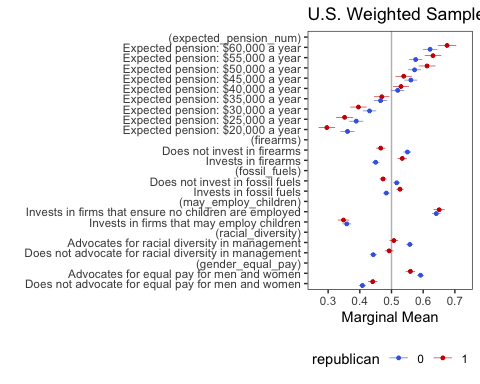 U.S. Weighted Sample
(expected_pension_num)
Expected pension: $60,000 a year
Expected pension: $55,000 a year
Expected pension: $50,000 a year
Expected pension: $45,000 a year
Expected pension: $40,000 a year
Expected pension: $35,000 a year
Expected pension: $30,000 a year
Expected pension: $25,000 a year
Expected pension: $20,000 a year
(firearms)
Does not invest in firearms
Invests in firearms
(fossil_fuels)
Does not invest in fossil fuels
Invests in fossil fuels
(may_employ_children)
Invests in firms that ensure no children are employed
Invests in firms that may employ children
(racial_diversity)
Advocates for racial diversity in management
Does not advocate for racial diversity in management
(gender_equal_pay)
Advocates for equal pay for men and women
Does not advocate for equal pay for men and women
0.3 0.4 0.5 0.6 0.7
Marginal Mean
republican 0 1